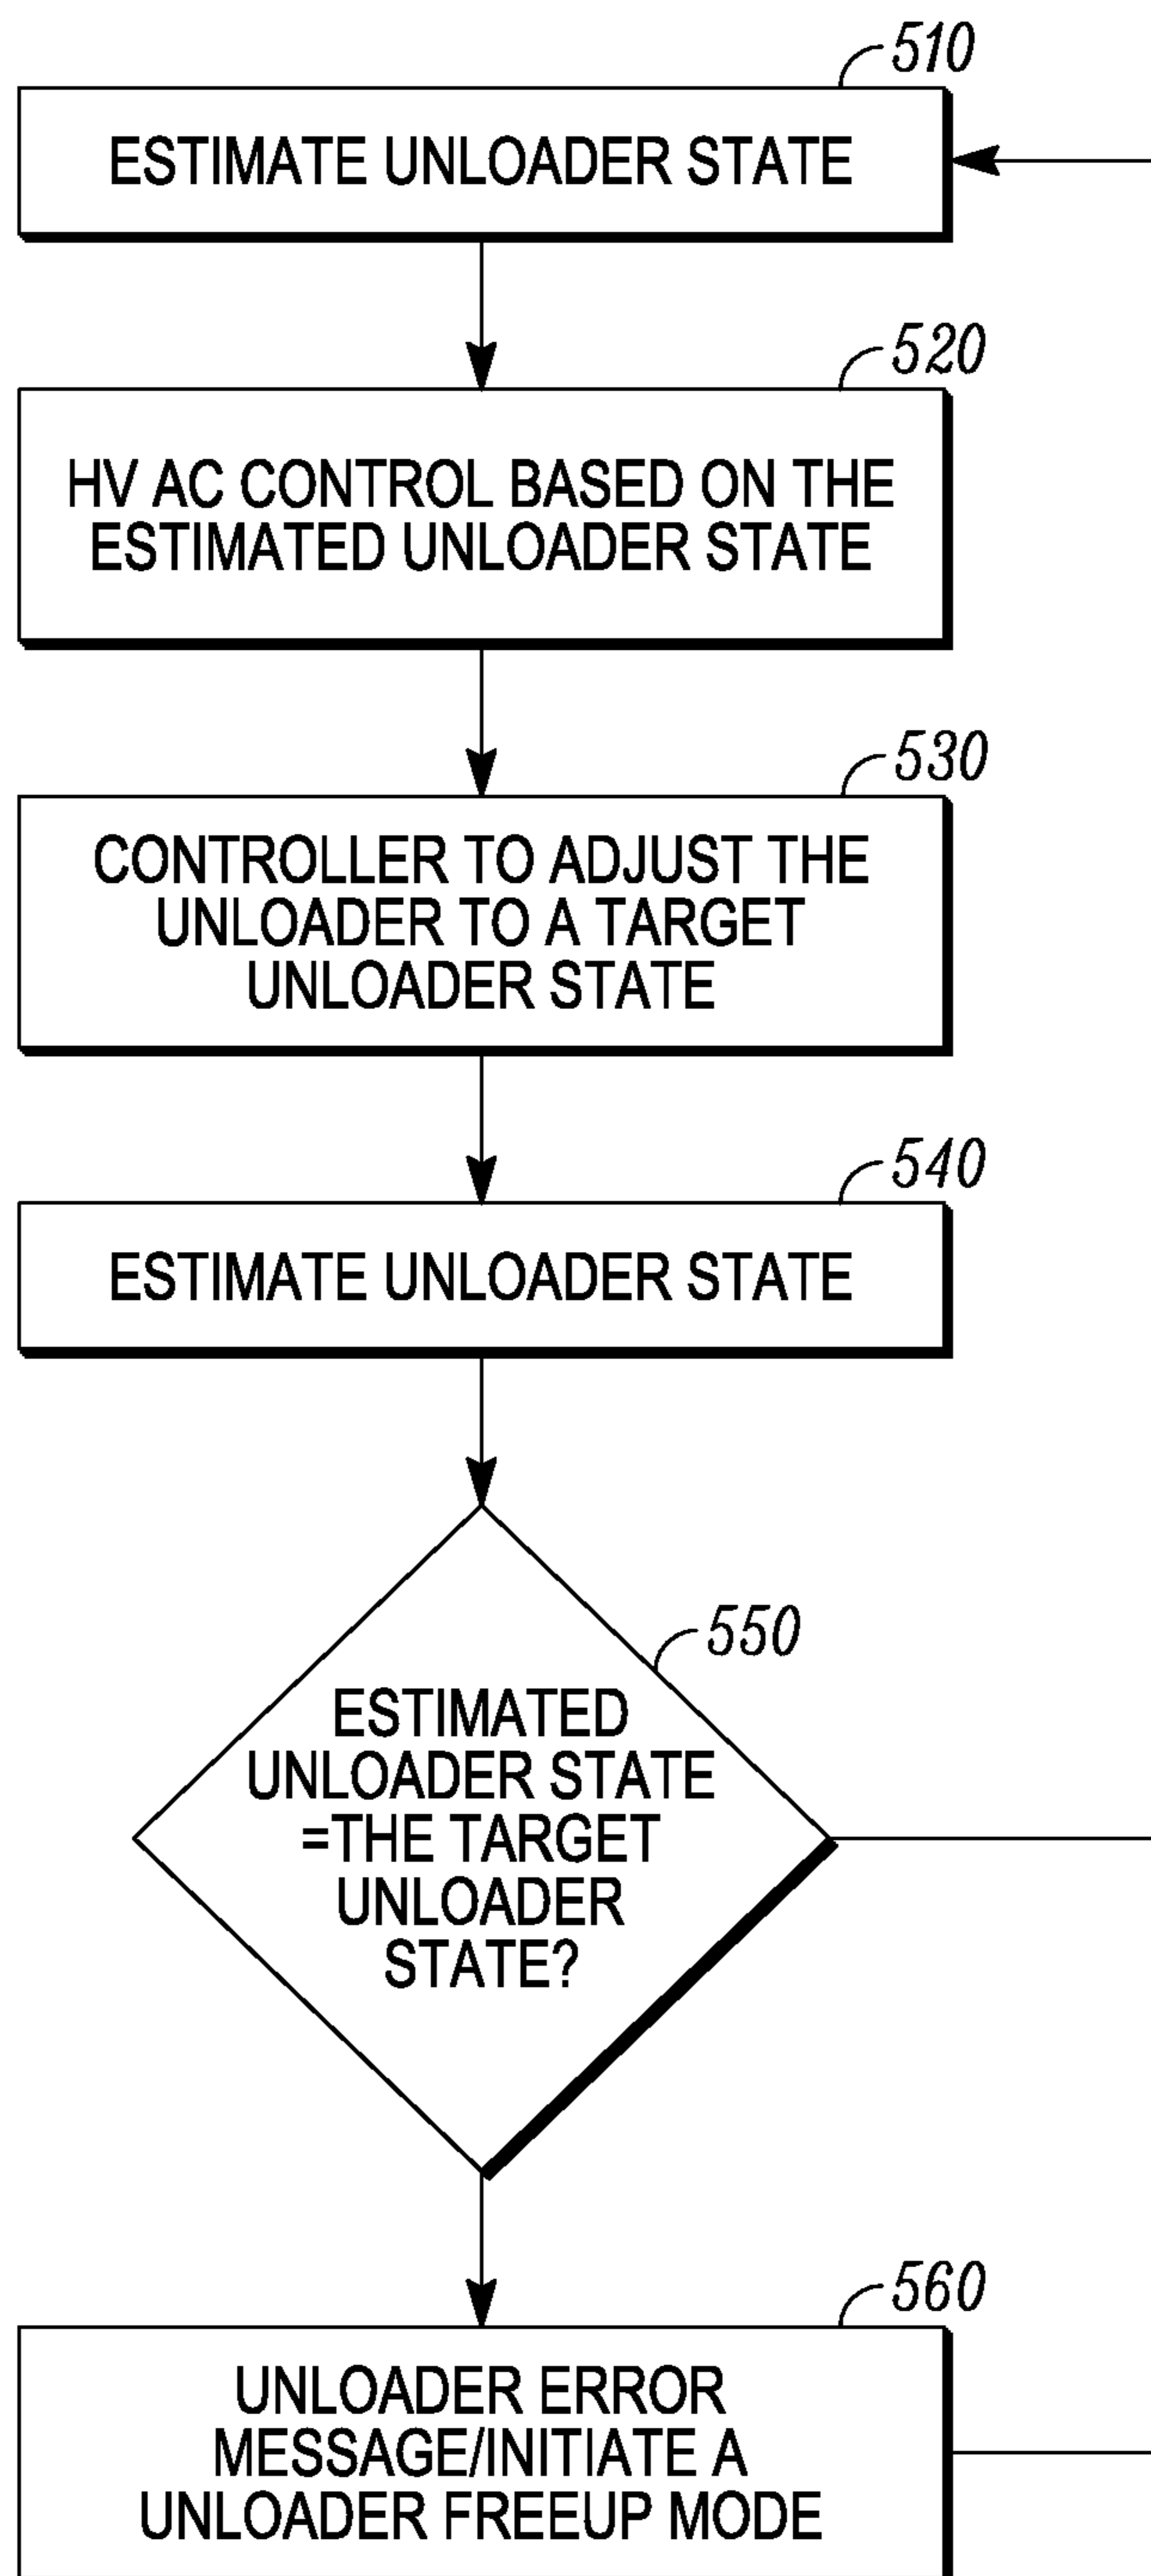 510
ESTIMATE UNLOADER STATE
520
HV AC CONTROL BASED ON THE
ESTIMATED UNLOADER STATE
530
CONTROLLER TO ADJUST THE
UNLOADER TO A TARGET
UNLOADER STATE
540
ESTIMATE UNLOADER STATE
550
ESTIMATED
UNLOADER STATE
=THE TARGET
UNLOADER
STATE?
560
UNLOADER ERROR
MESSAGE/INITIATE A
UNLOADER FREEUP MODE